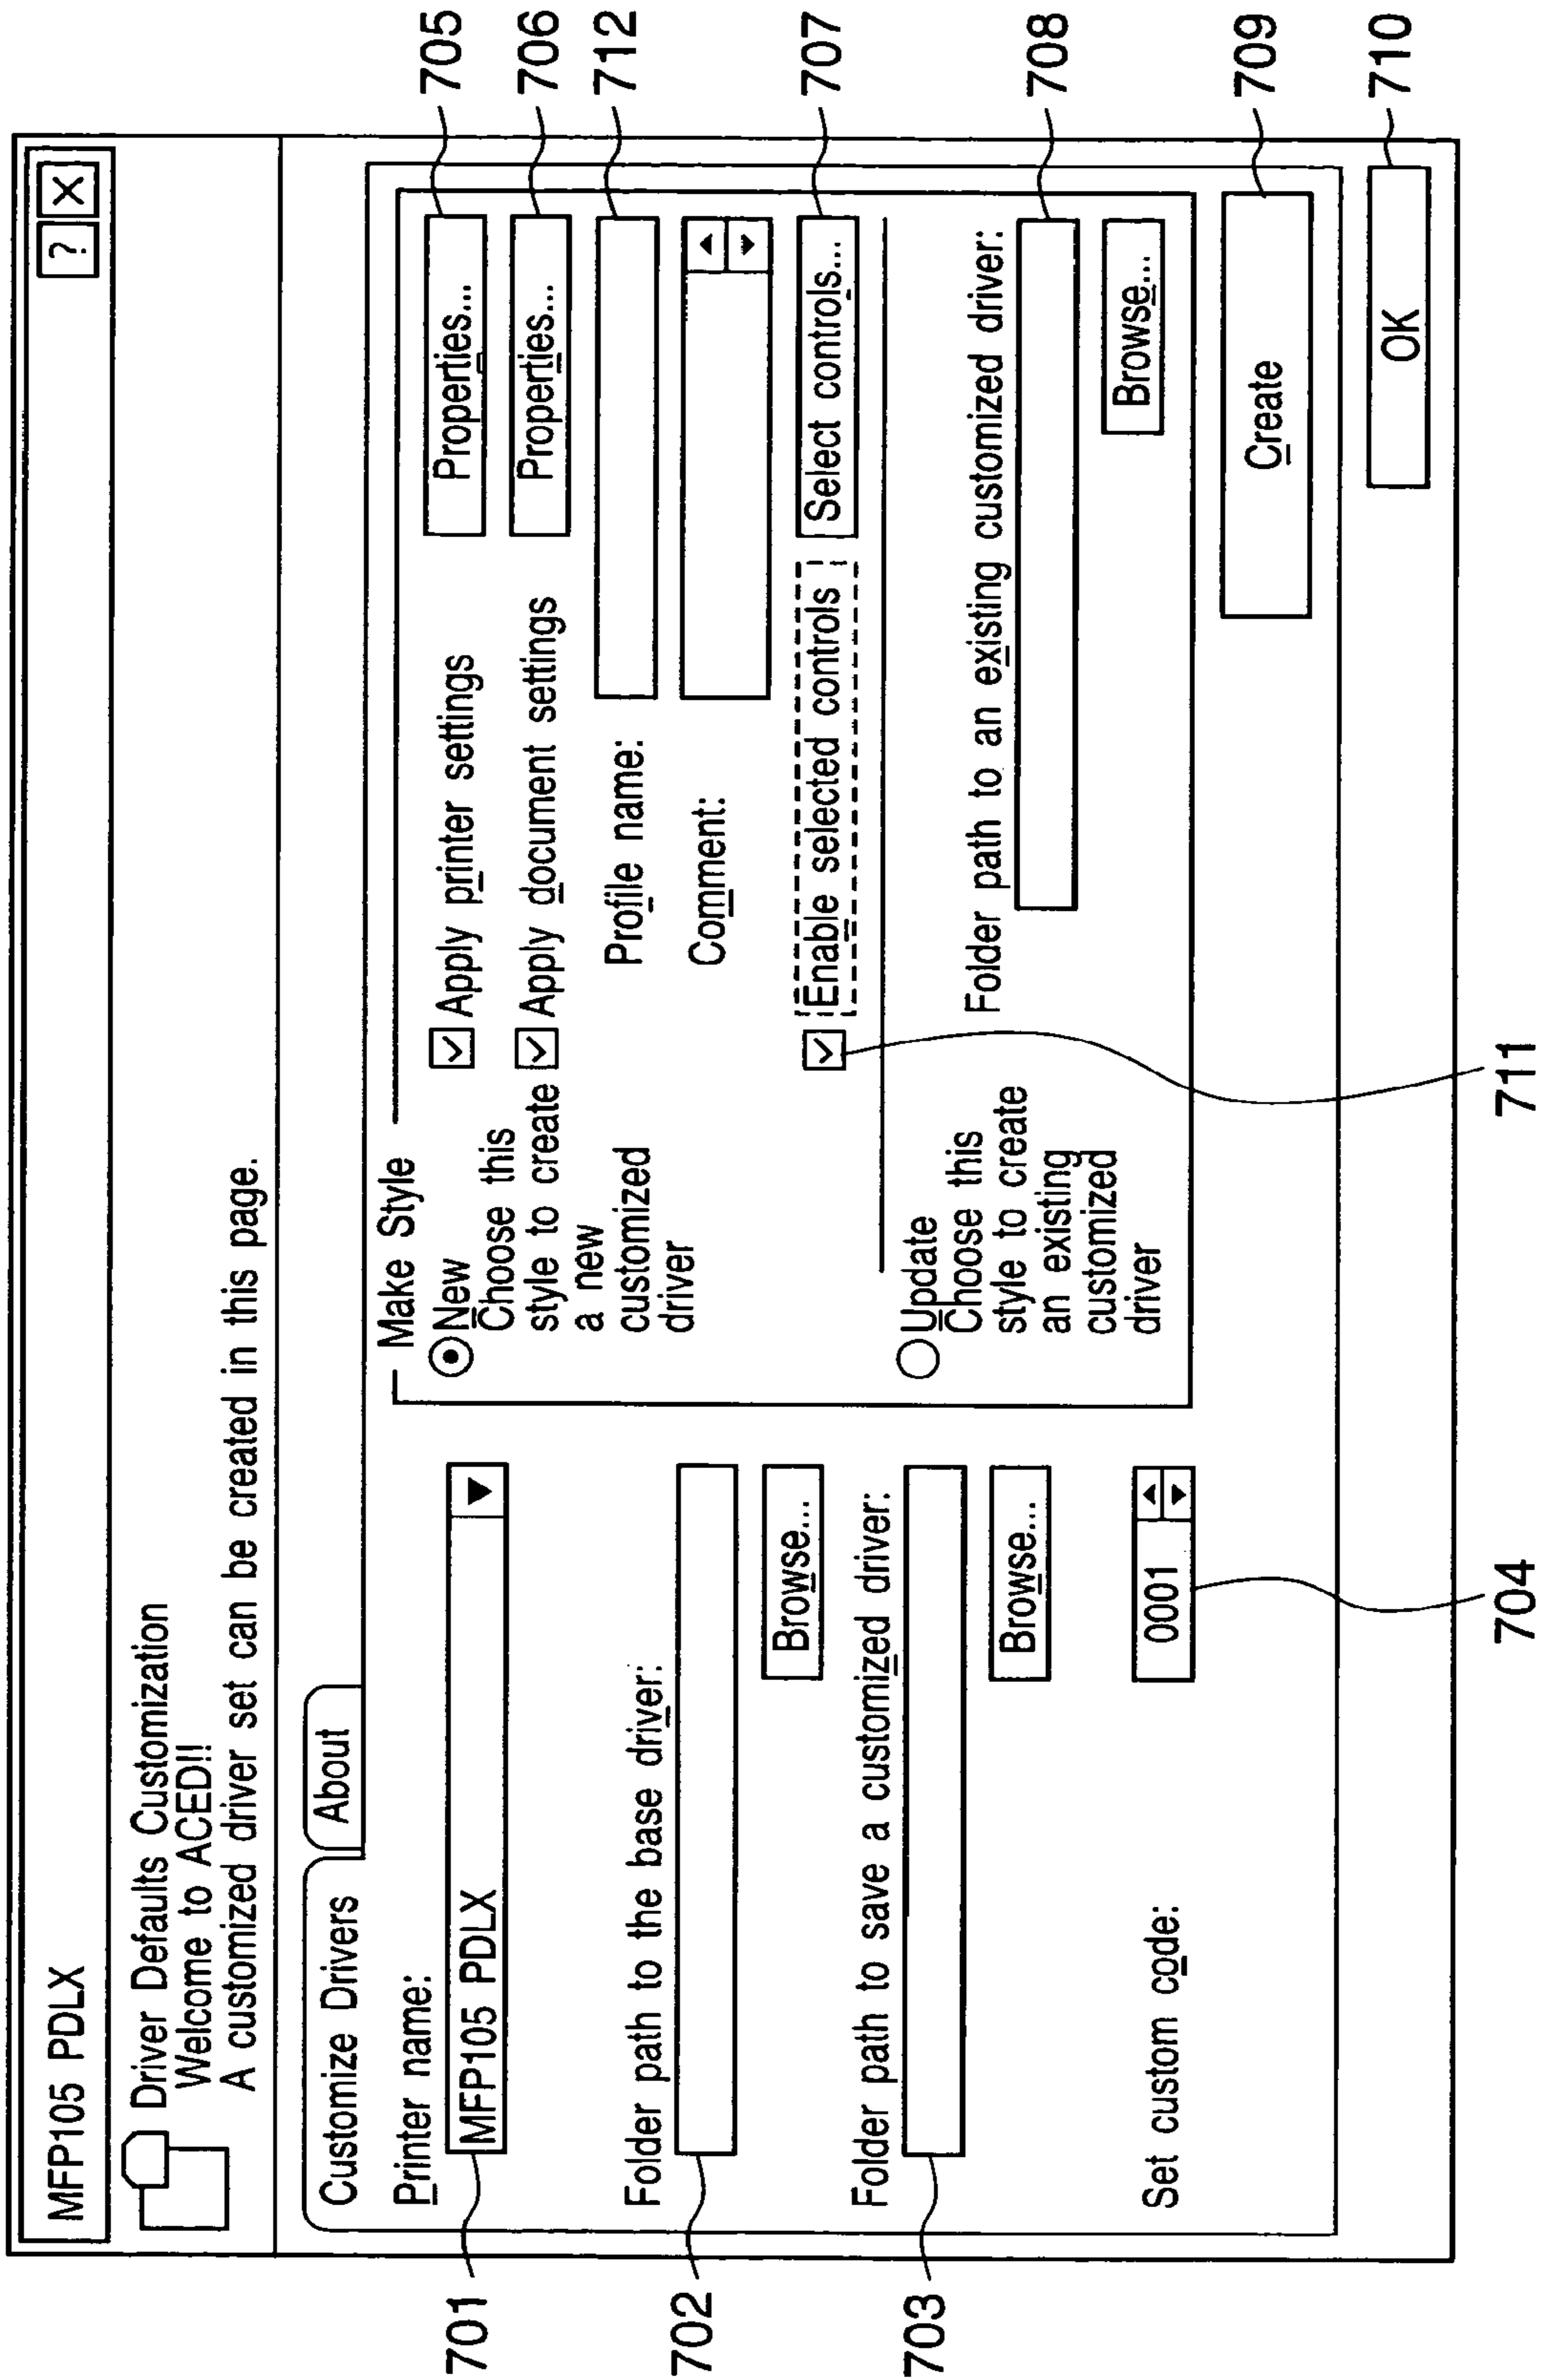 MFP105 PDLX
? X
Driver Defaults Customization
Welcome to ACED!!
A customized driver set can be created in this page.
Customize Drivers
About
Printer name:
701
MFP105 PDLX
Folder path to the base driver:
702
Browse...
Folder path to save a customized driver:
703
Browse...
Set custom code:
0001
704
Make Style
New
Choose this
style to create
a new
customized
driver
Apply printer settings
Properties...
705
Apply document settings
Properties...
706
Profile name:
712
Comment:
Enable selected controls
Select controls...
707
711
Update
Choose this
style to create
an existing
customized
driver
Folder path to an existing customized driver:
708
Browse...
Create
709
OK
710